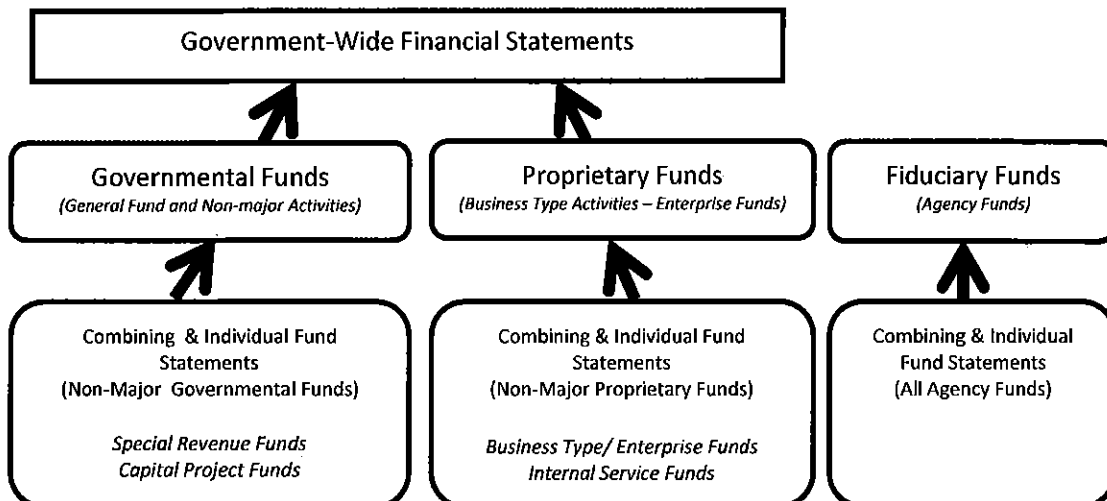 Government-Wide Financial Statements
Governmental Funds
(General Fund and Non-major Activities)
Proprietary Funds
(Business Type Activities – Enterprise Funds)
Fiduciary Funds
(Agency Funds)
Combining & Individual Fund
Statements
(Non-Major Governmental Funds)
Special Revenue Funds
Capital Project Funds
Combining & Individual Fund
Statements
(Non-Major Proprietary Funds)
Business Type/ Enterprise Funds
Internal Service Funds
Combining & Individual
Fund Statements
(All Agency Funds)